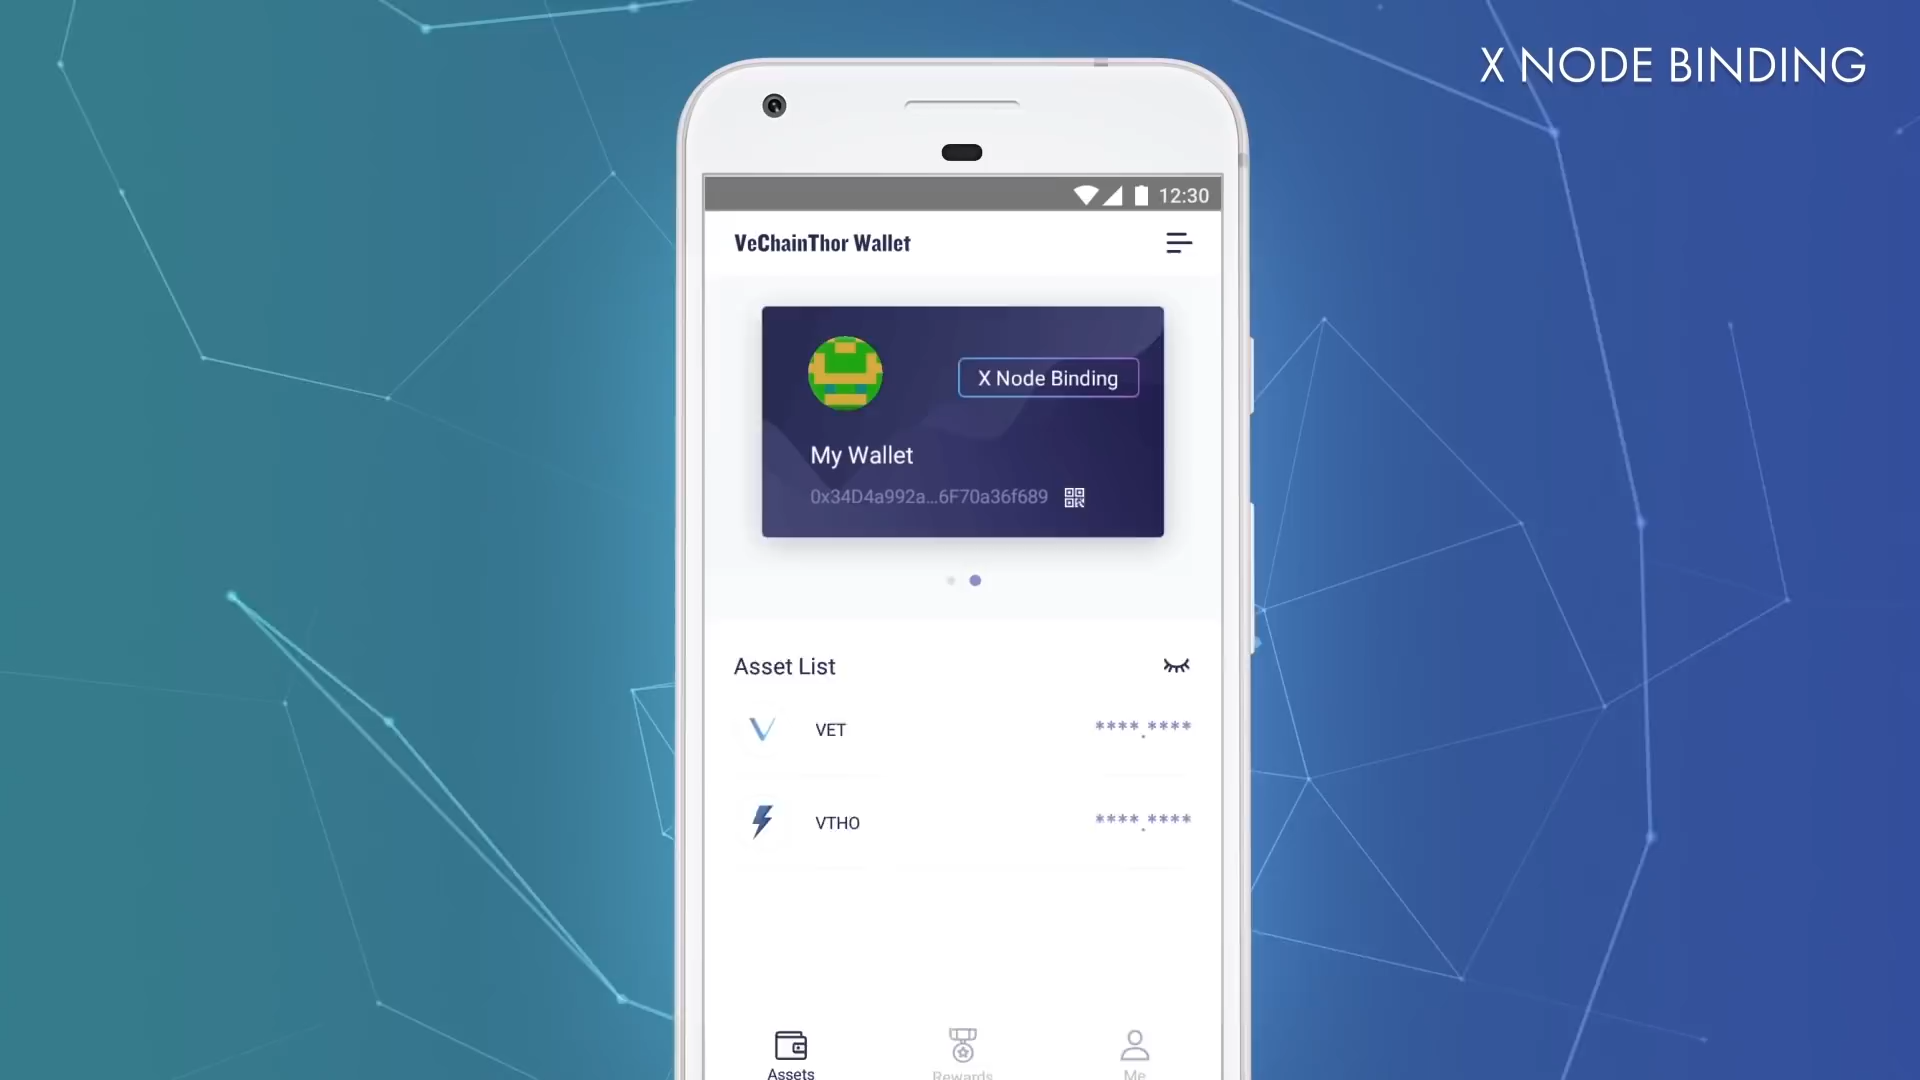 X NODE BINDING
12:30
VeChainThor Wallet
X Node Binding
My Wallet
0x34D4a992a...6F70a36f689
Asset List
VET ****.****
VTHO ****.****
Assets Rewards Me